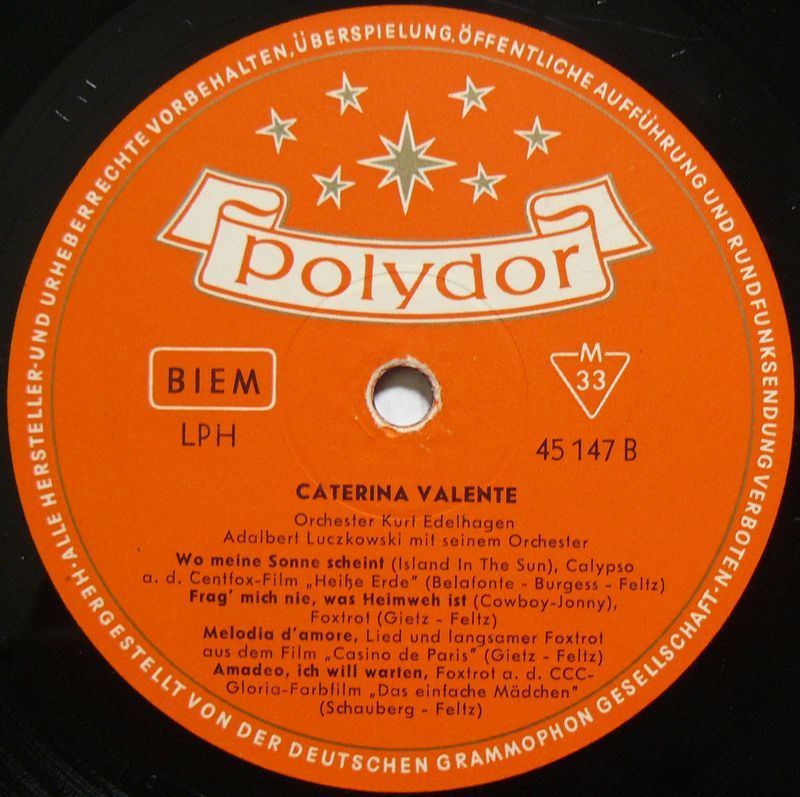 ·ALLE HERSTELLER-UND URHEBERRECHTE VORBEHALTEN, ÜBERSPIELUNG, ÖFFENTLICHE AUFFÜHRUNG UND RUNDFUNKSENDUNG VERBOTEN·
polydor
BIEM
LPH
M
33
45 147 B
CATERINA VALENTE
Orchester Kurt Edelhagen
Adalbert Luczkowski mit seinem Orchester
Wo meine Sonne scheint (Island In The Sun), Calypso
a. d. Centfox-Film „Heiße Erde" (Belafonte - Burgess - Feltz)
Frag' mich nie, was Heimweh ist (Cowboy-Jonny),
Foxtrot (Gietz - Feltz)
Melodia d'amore, Lied und langsamer Foxtrot
aus dem Film „Casino de Paris" (Gietz - Feltz)
Amadeo, ich will warten, Foxtrot a. d. CCC-
Gloria-Farbfilm „Das einfache Mädchen"
(Schauberg - Feltz)
HERGESTELLT VON DER DEUTSCHEN GRAMMOPHON GESELLSCHAFT